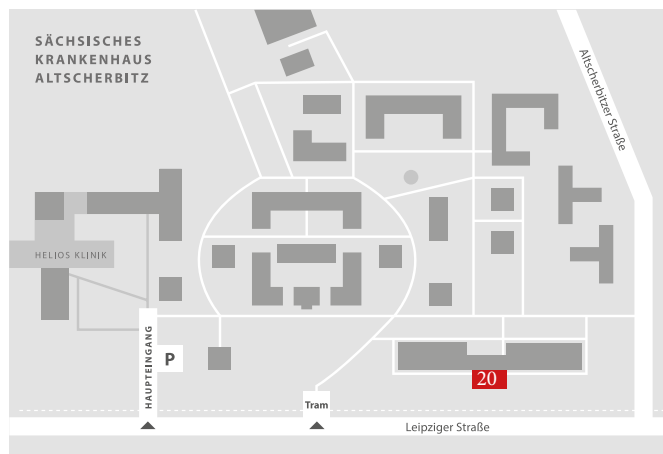 SÄCHSISCHES
KRANKENHAUS
ALTSCHERBITZ
Altscherbitzer Straße
HELIOS KLINIK
HAUPTEINGANG
P
20
Tram
Leipziger Straße